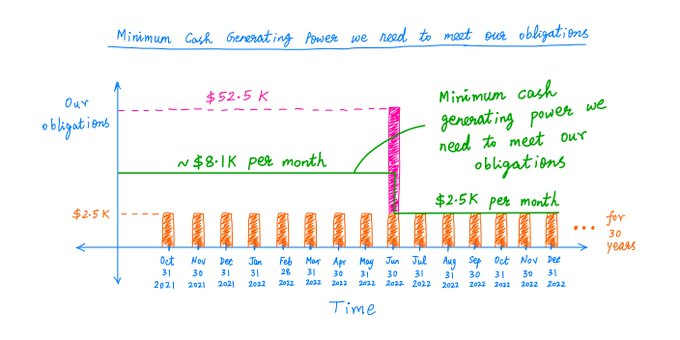 Minimum Cash Generating Power we need to meet our obligations
Our
obligations
$52.5 K
Minimum cash
generating power we
need to meet our
obligations
~$8.1K per month
$2.5K per month
$2.5K
... for
30
years
Oct Nov Dec Jan Feb Mar Apr May Jun Jul Aug Sep Oct Nov Dec
31 30 31 31 28 31 30 31 30 31 31 30 31 30 31
2021 2021 2021 2022 2022 2022 2022 2022 2022 2022 2022 2022 2022 2022 2022
Time